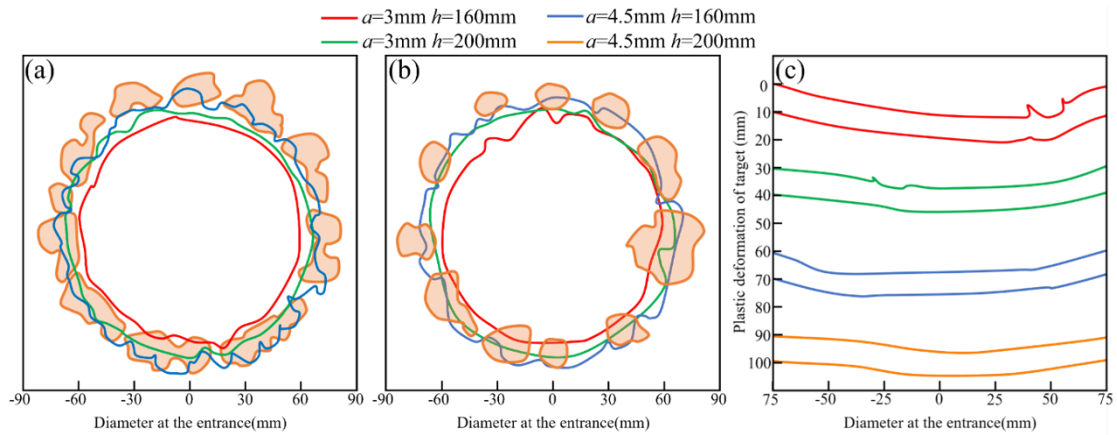 a=3mm h=160mm a=4.5mm h=160mm
a=3mm h=200mm a=4.5mm h=200mm
(a) (b) (c)
0
10
20
30
40
50
60
70
80
90
100
Plastic deformation of target (mm)
-90 -60 -30 0 30 60 90
-90 -60 -30 0 30 60 90
-75 -50 -25 0 25 50 75
Diameter at the entrance(mm) Diameter at the entrance(mm) Diameter at the entrance(mm)